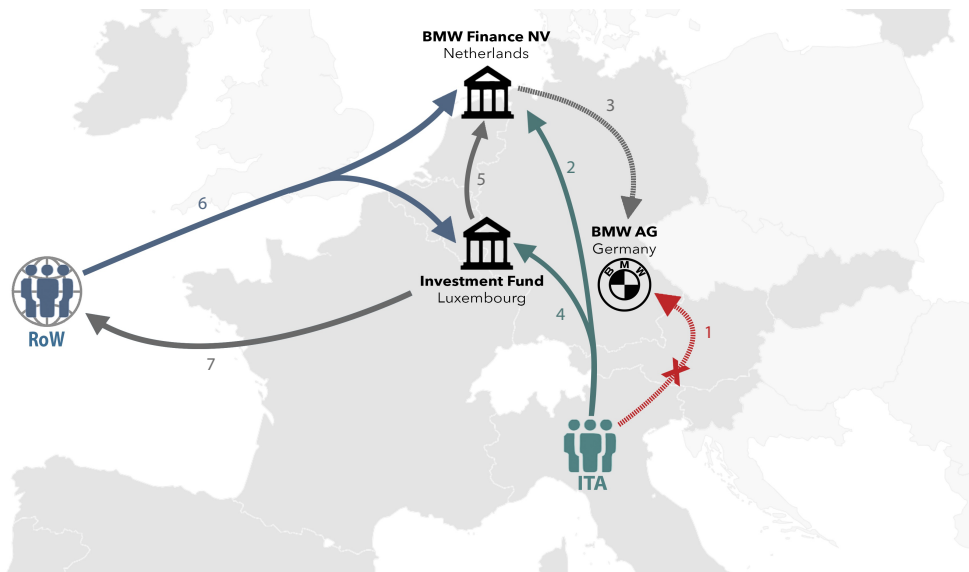 BMW Finance NV
Netherlands
3
2
5
6
BMW AG
Germany
BMW
Investment Fund
Luxembourg
4
1
RoW
7
ITA